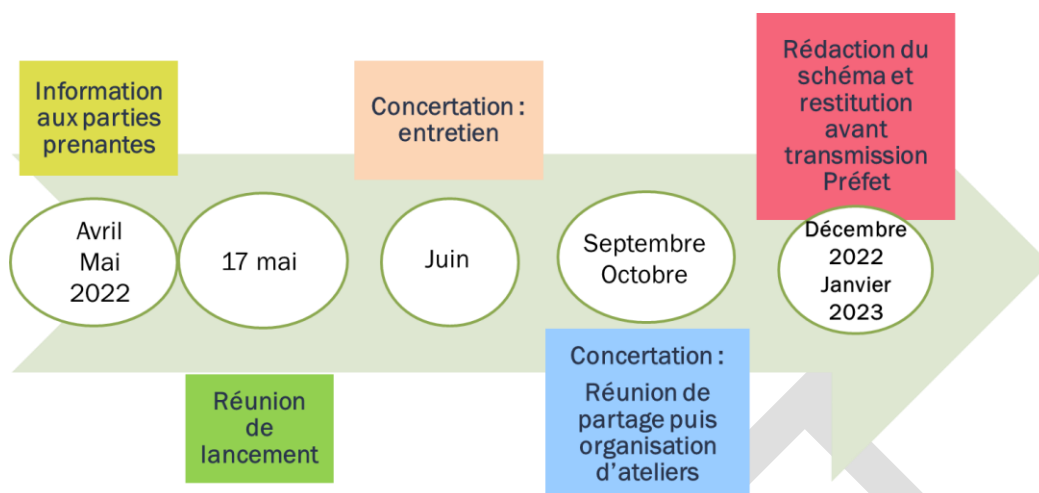 Information
aux parties
prenantes
Avril
Mai
2022
17 mai
Réunion
de
lancement
Concertation :
entretien
Juin
Septembre
Octobre
Concertation :
Réunion de
partage puis
organisation
d'ateliers
Rédaction du
schéma et
restitution
avant
transmission
Préfet
Décembre
2022
Janvier
2023